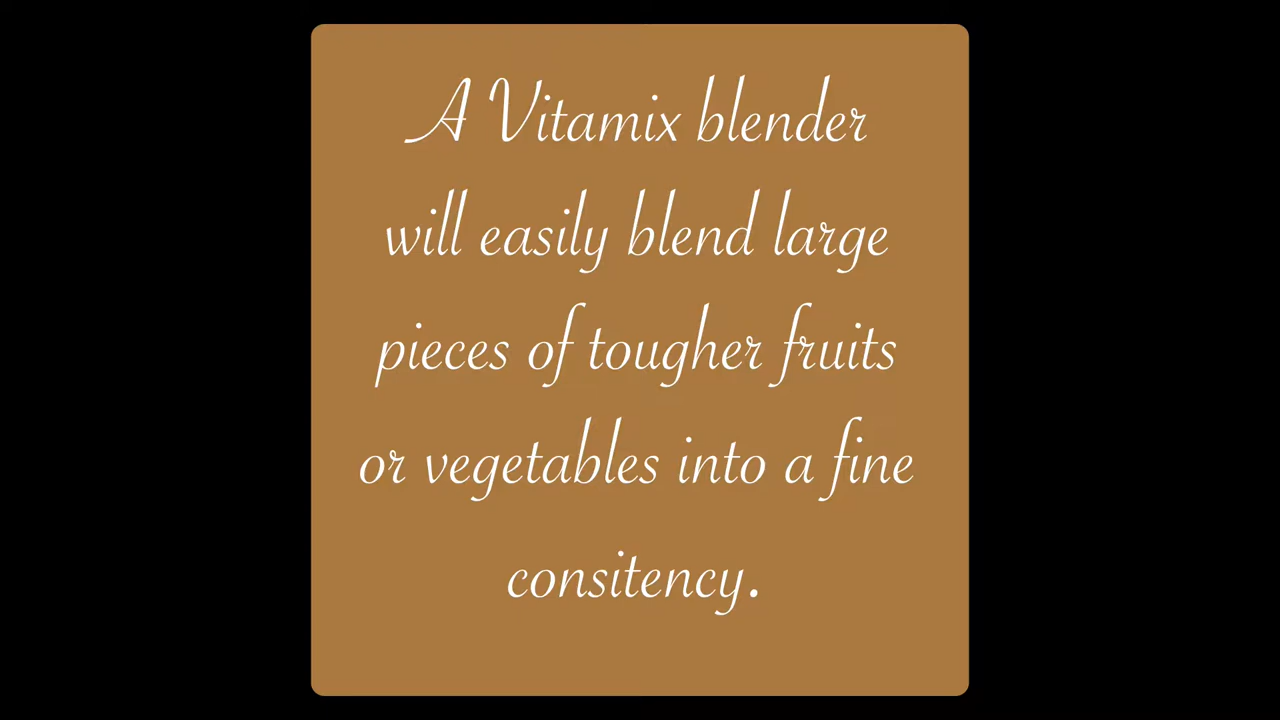 A Vitamix blender
will easily blend large
pieces of tougher fruits
or vegetables into a fine
consitency.